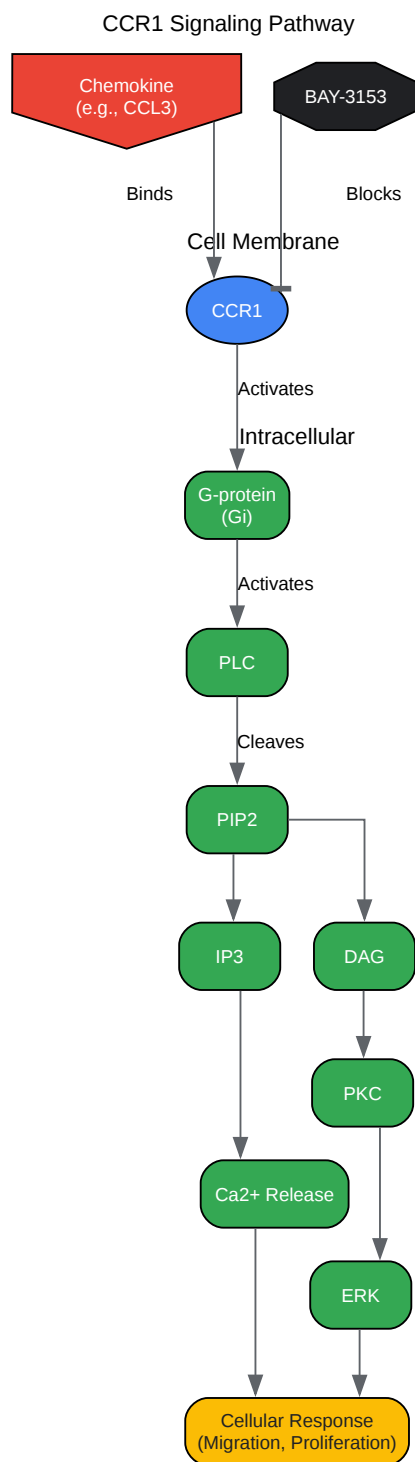 CCR1 Signaling Pathway
Chemokine
(e.g., CCL3)
BAY-3153
Binds
Blocks
Cell Membrane
CCR1
Activates
Intracellular
G-protein
(Gi)
Activates
PLC
Cleaves
PIP2
IP3
DAG
PKC
Ca2+ Release
ERK
Cellular Response
(Migration, Proliferation)